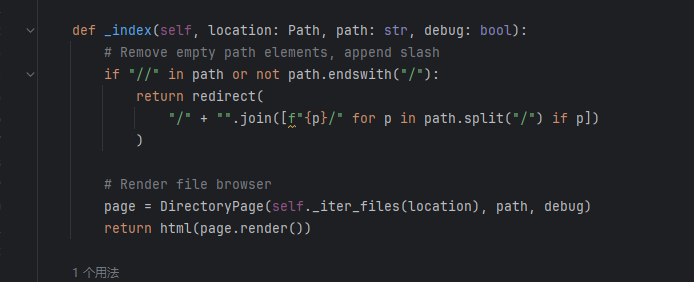 def _index(self, location: Path, path: str, debug: bool):
# Remove empty path elements, append slash
if "//" in path or not path.endswith("/"):
return redirect(
"/" + "".join([f"{p}/" for p in path.split("/") if p])
)
# Render file browser
page = DirectoryPage(self._iter_files(location), path, debug)
return html(page.render())
1 个用法